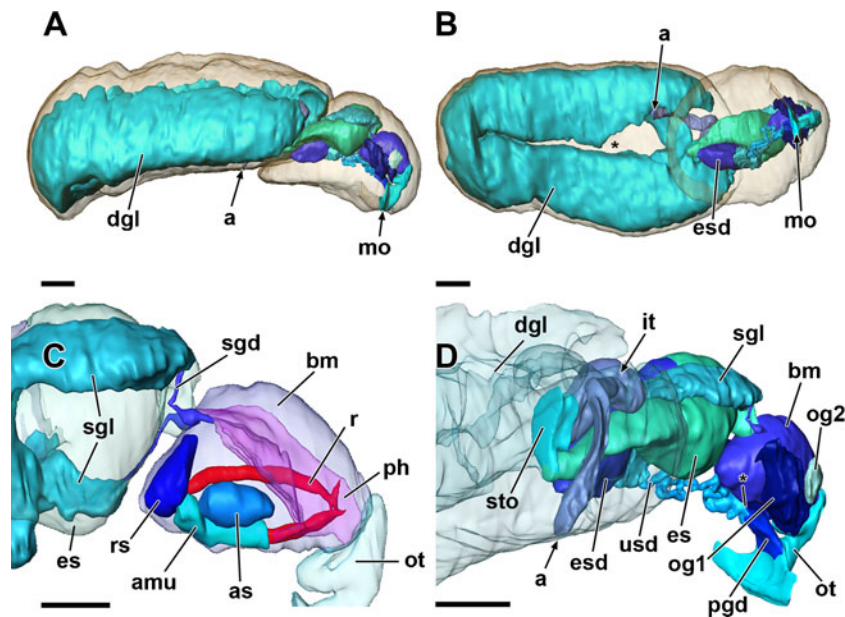 A
dgl
a
mo
B
a
*
dgl
esd
mo
C
sgd
bm
sgl
r
ph
rs
es
amu
as
ot
D
dgl
it
sgl
bm
og2
*
sto
a
esd
usd
es
og1
pgd
ot